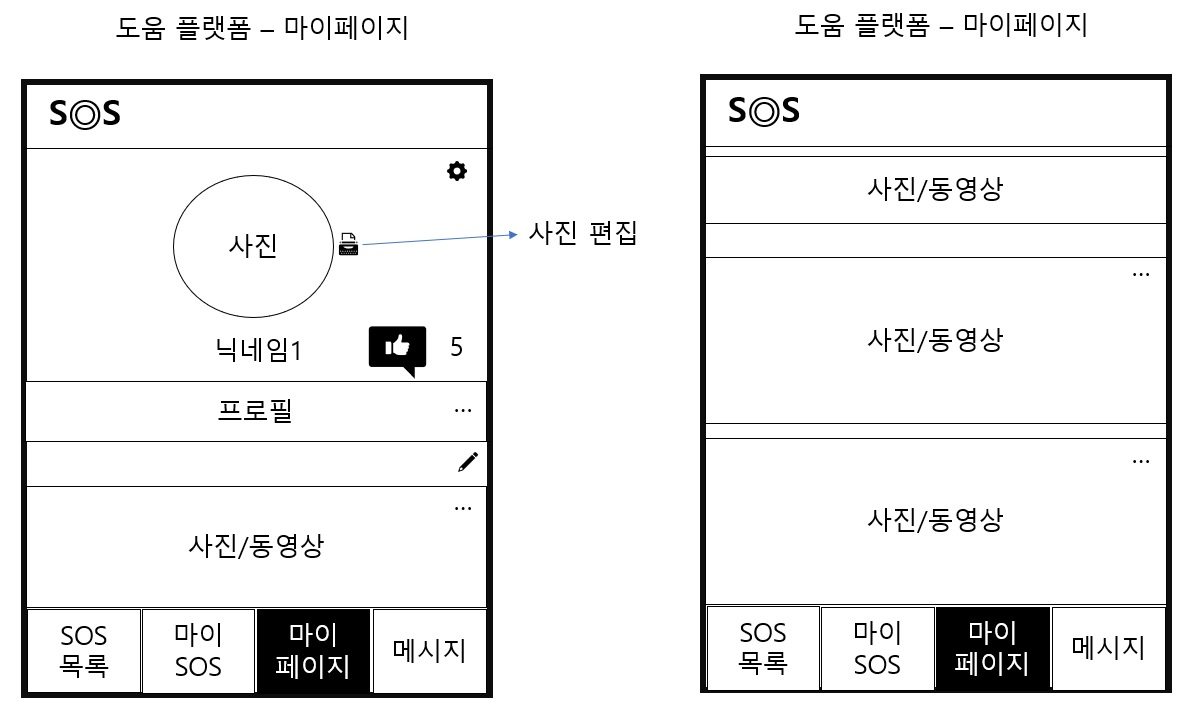 도움 플랫폼 – 마이페이지
S◎S
사진
사진 편집
닉네임1
5
프로필
...
...
사진/동영상
SOS
목록
마이
SOS
마이
페이지
메시지
도움 플랫폼 – 마이페이지
S◎S
사진/동영상
...
사진/동영상
...
사진/동영상
SOS
목록
마이
SOS
마이
페이지
메시지